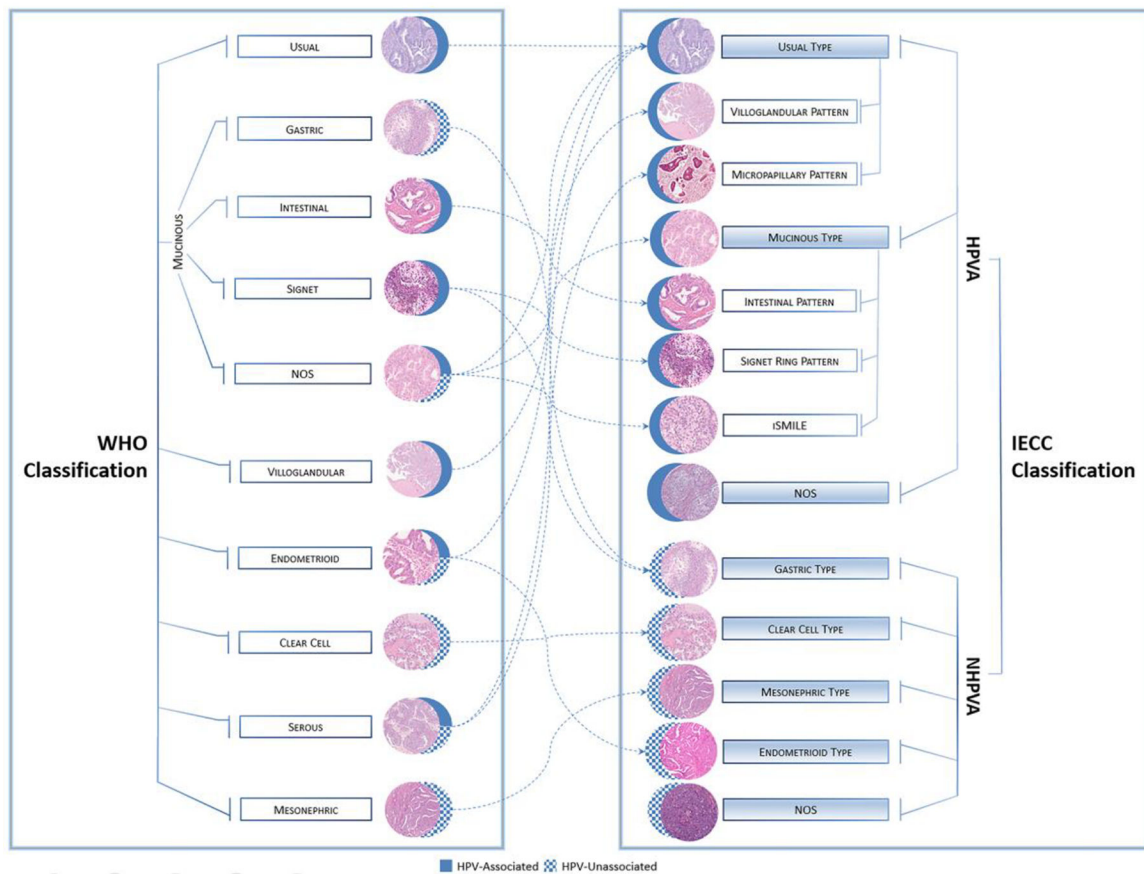 USUAL
GASTRIC
INTESTINAL
SIGNET
NOS
MUCINOUS
WHO
Classification
VILLOGLANDULAR
ENDOMETRIOID
CLEAR CELL
SEROUS
MESONEPHRIC
USUAL TYPE
VILLOGLANDULAR PATTERN
MICROPAPILLARY PATTERN
MUCINOUS TYPE
INTESTINAL PATTERN
SIGNET RING PATTERN
iSMILE
NOS
GASTRIC TYPE
CLEAR CELL TYPE
MESONEPHRIC TYPE
ENDOMETRIOID TYPE
NOS
HPVA
NHPVA
IECC
Classification
HPV-Associated HPV-Unassociated